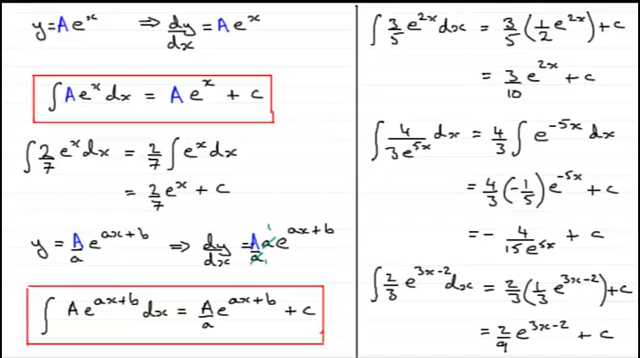 y = Ae^x ⇒ dy/dx = Ae^x
∫Ae^x dx = Ae^x + c
∫2/7 e^x dx = 2/7 ∫e^x dx
= 2/7 e^x + c
y = A/a e^(ax+b) ⇒ dy/dx = A/a̸₁ a̸¹ e^(ax+b)
∫Ae^(ax+b) dx = A/a e^(ax+b) + c
∫3/5 e^(2x) dx = 3/5 (1/2 e^(2x)) + c
= 3/10 e^(2x) + c
∫4/(3e^(5x)) dx = 4/3 ∫e^(-5x) dx
= 4/3 (-1/5) e^(-5x) + c
= - 4/(15e^(5x)) + c
∫2/3 e^(3x-2) dx = 2/3 (1/3 e^(3x-2)) + c
= 2/9 e^(3x-2) + c